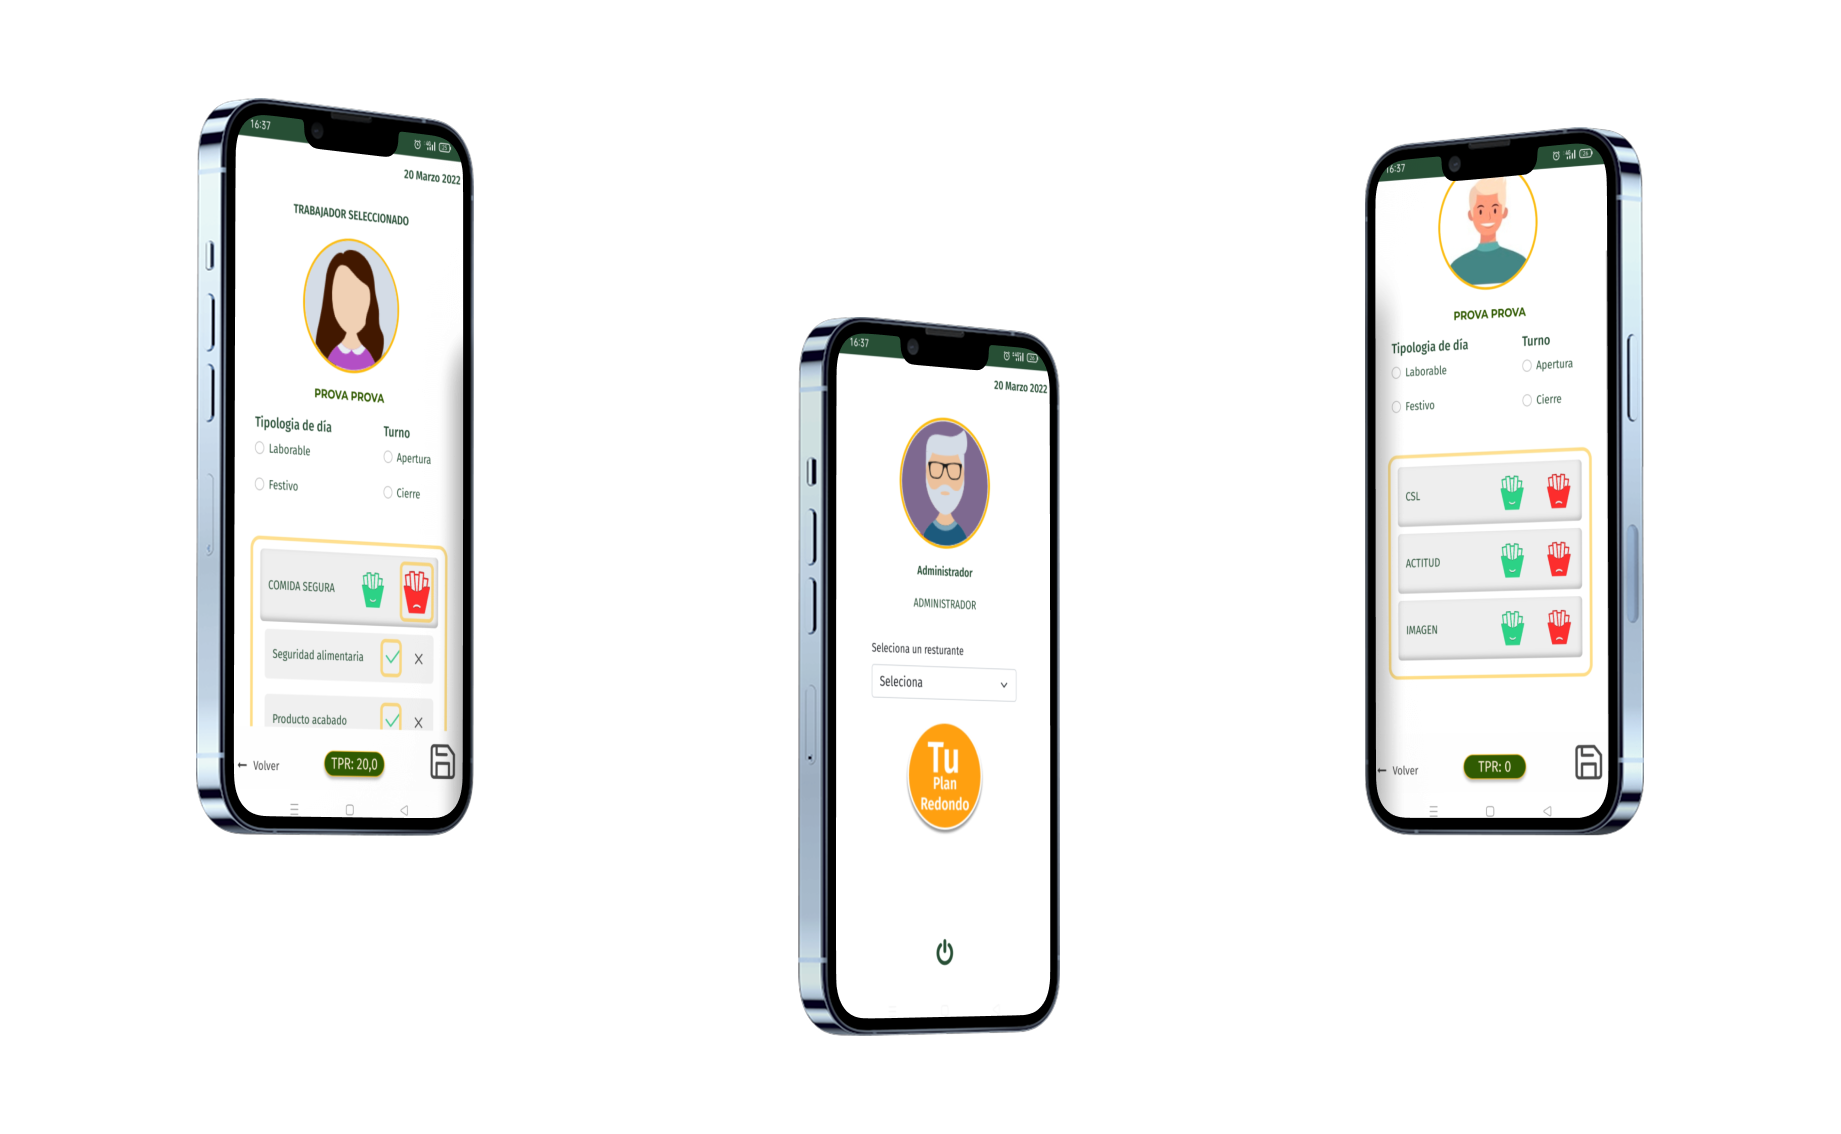 16:37
20 Marzo 2022
TRABAJADOR SELECCIONADO
PROVA PROVA
Tipologia de día
Turno
Laborable
Apertura
Festivo
Cierre
COMIDA SEGURA
Seguridad alimentaria
Producto acabado
Volver
TPR: 20,0
16:37
20 Marzo 2022
Administrador
ADMINISTRADOR
Seleciona un resturante
Seleciona
Tu
Plan
Redondo
16:37
PROVA PROVA
Tipologia de día
Turno
Laborable
Apertura
Festivo
Cierre
CSL
ACTITUD
IMAGEN
Volver
TPR: 0